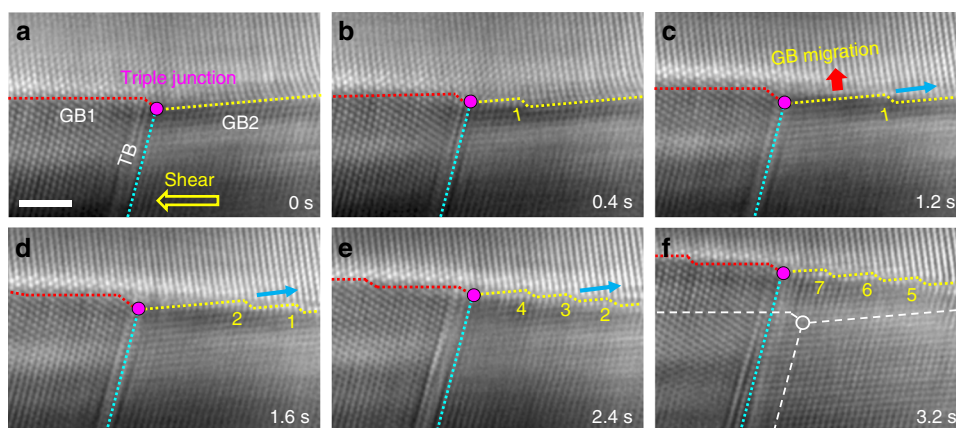 a
Triple junction
GB1
GB2
TB
Shear
0 s
b
1
0.4 s
c
GB migration
1
1.2 s
d
2
1
1.6 s
e
4
3
2
2.4 s
f
7
6
5
3.2 s